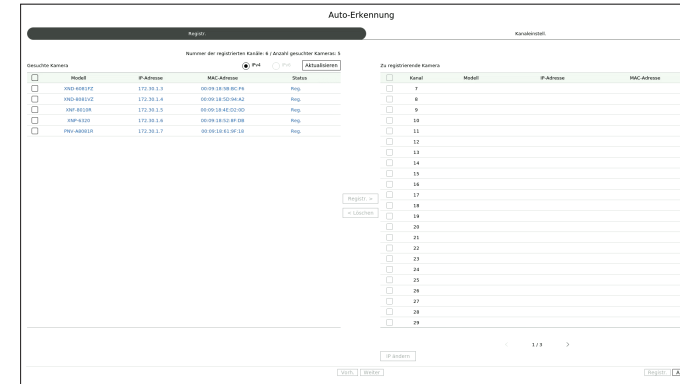 Auto-Erkennung
Registr. Kanaleinstell.
Nummer der registrierten Kanäle: 6 / Anzahl gesuchter Kameras: 5
Gesuchte Kamera IPv4 IPv6 Aktualisieren Zu registrierende Kamera
Modell IP-Adresse MAC-Adresse Status Kanal Modell IP-Adresse MAC-Adresse
XND-6081FZ 172.30.1.3 00:09:18:5B:BC:F6 Reg. 7
XND-8081VZ 172.30.1.4 00:09:18:5D:94:A2 Reg. 8
XNF-8010R 172.30.1.5 00:09:18:4E:D2:0D Reg. 9
XNP-6320 172.30.1.6 00:09:18:52:8F:DB Reg. 10
PRV-A8081R 172.30.1.7 00:09:18:61:9F:18 Reg. 11
12
13
14
15
16
Registr. > 17
18
< Löschen 19
20
21
22
23
24
25
26
27
28
29
< 1 / 3 >
IP ändern
Vorh. Registr.